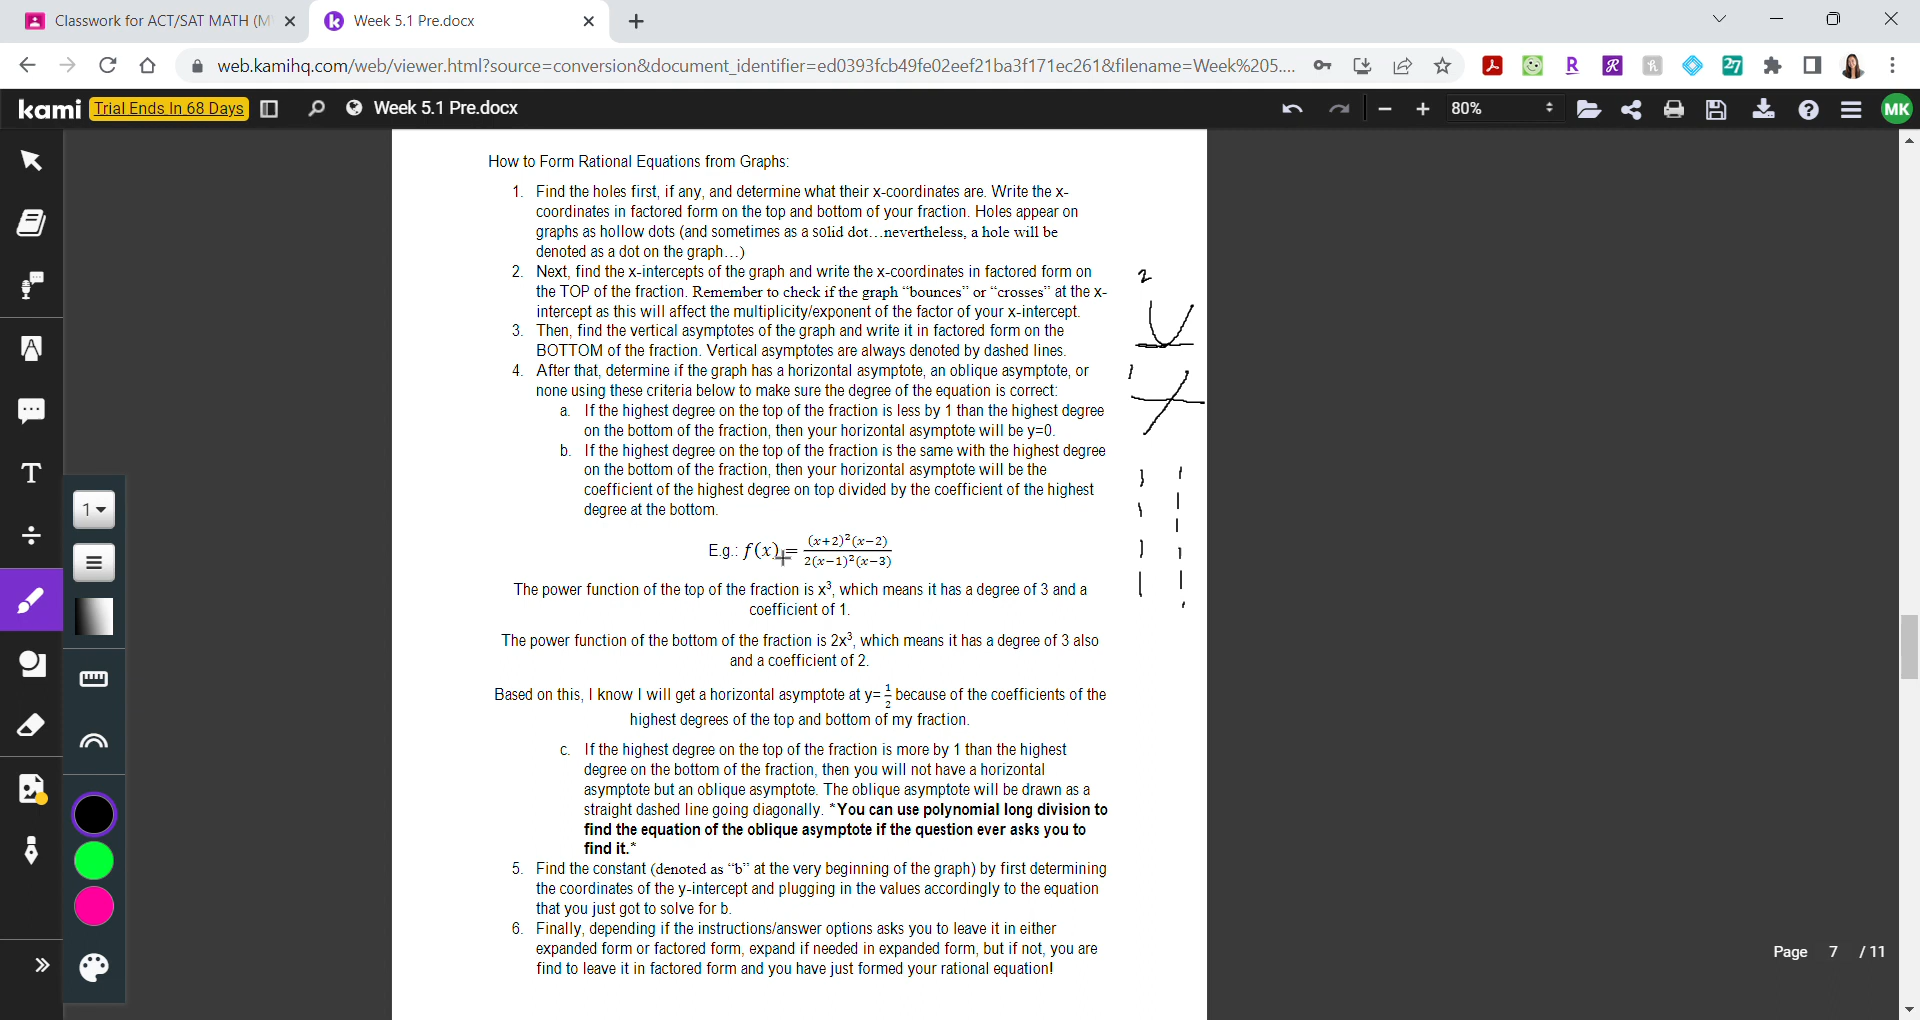 Classwork for ACT/SAT MATH (M
Week 5.1 Pre.docx
web.kamihq.com/web/viewer.html?source=conversion&document_identifier=ed0393fcb49fe02eef21ba3f171ec261&filename=Week%205....
kami Trial Ends In 68 Days Week 5.1 Pre.docx 80% MK
How to Form Rational Equations from Graphs:
1. Find the holes first, if any, and determine what their x-coordinates are. Write the x-
coordinates in factored form on the top and bottom of your fraction. Holes appear on
graphs as hollow dots (and sometimes as a solid dot…nevertheless, a hole will be
denoted as a dot on the graph…)
2. Next, find the x-intercepts of the graph and write the x-coordinates in factored form on
the TOP of the fraction. Remember to check if the graph “bounces” or “crosses” at the x-
intercept as this will affect the multiplicity/exponent of the factor of your x-intercept.
3. Then, find the vertical asymptotes of the graph and write it in factored form on the
BOTTOM of the fraction. Vertical asymptotes are always denoted by dashed lines.
4. After that, determine if the graph has a horizontal asymptote, an oblique asymptote, or
none using these criteria below to make sure the degree of the equation is correct:
a. If the highest degree on the top of the fraction is less by 1 than the highest degree
on the bottom of the fraction, then your horizontal asymptote will be y=0.
b. If the highest degree on the top of the fraction is the same with the highest degree
on the bottom of the fraction, then your horizontal asymptote will be the
coefficient of the highest degree on top divided by the coefficient of the highest
degree at the bottom.
E.g.: f(x) = (x+2)²(x−2) / 2(x−1)²(x−3)
The power function of the top of the fraction is x³, which means it has a degree of 3 and a
coefficient of 1.
The power function of the bottom of the fraction is 2x³, which means it has a degree of 3 also
and a coefficient of 2.
Based on this, I know I will get a horizontal asymptote at y= 1/2 because of the coefficients of the
highest degrees of the top and bottom of my fraction.
c. If the highest degree on the top of the fraction is more by 1 than the highest
degree on the bottom of the fraction, then you will not have a horizontal
asymptote but an oblique asymptote. The oblique asymptote will be drawn as a
straight dashed line going diagonally. *You can use polynomial long division to
find the equation of the oblique asymptote if the question ever asks you to
find it.*
5. Find the constant (denoted as “b” at the very beginning of the graph) by first determining
the coordinates of the y-intercept and plugging in the values accordingly to the equation
that you just got to solve for b.
6. Finally, depending if the instructions/answer options asks you to leave it in either
expanded form or factored form, expand if needed in expanded form, but if not, you are
find to leave it in factored form and you have just formed your rational equation!
2
1
1
Page 7 / 11